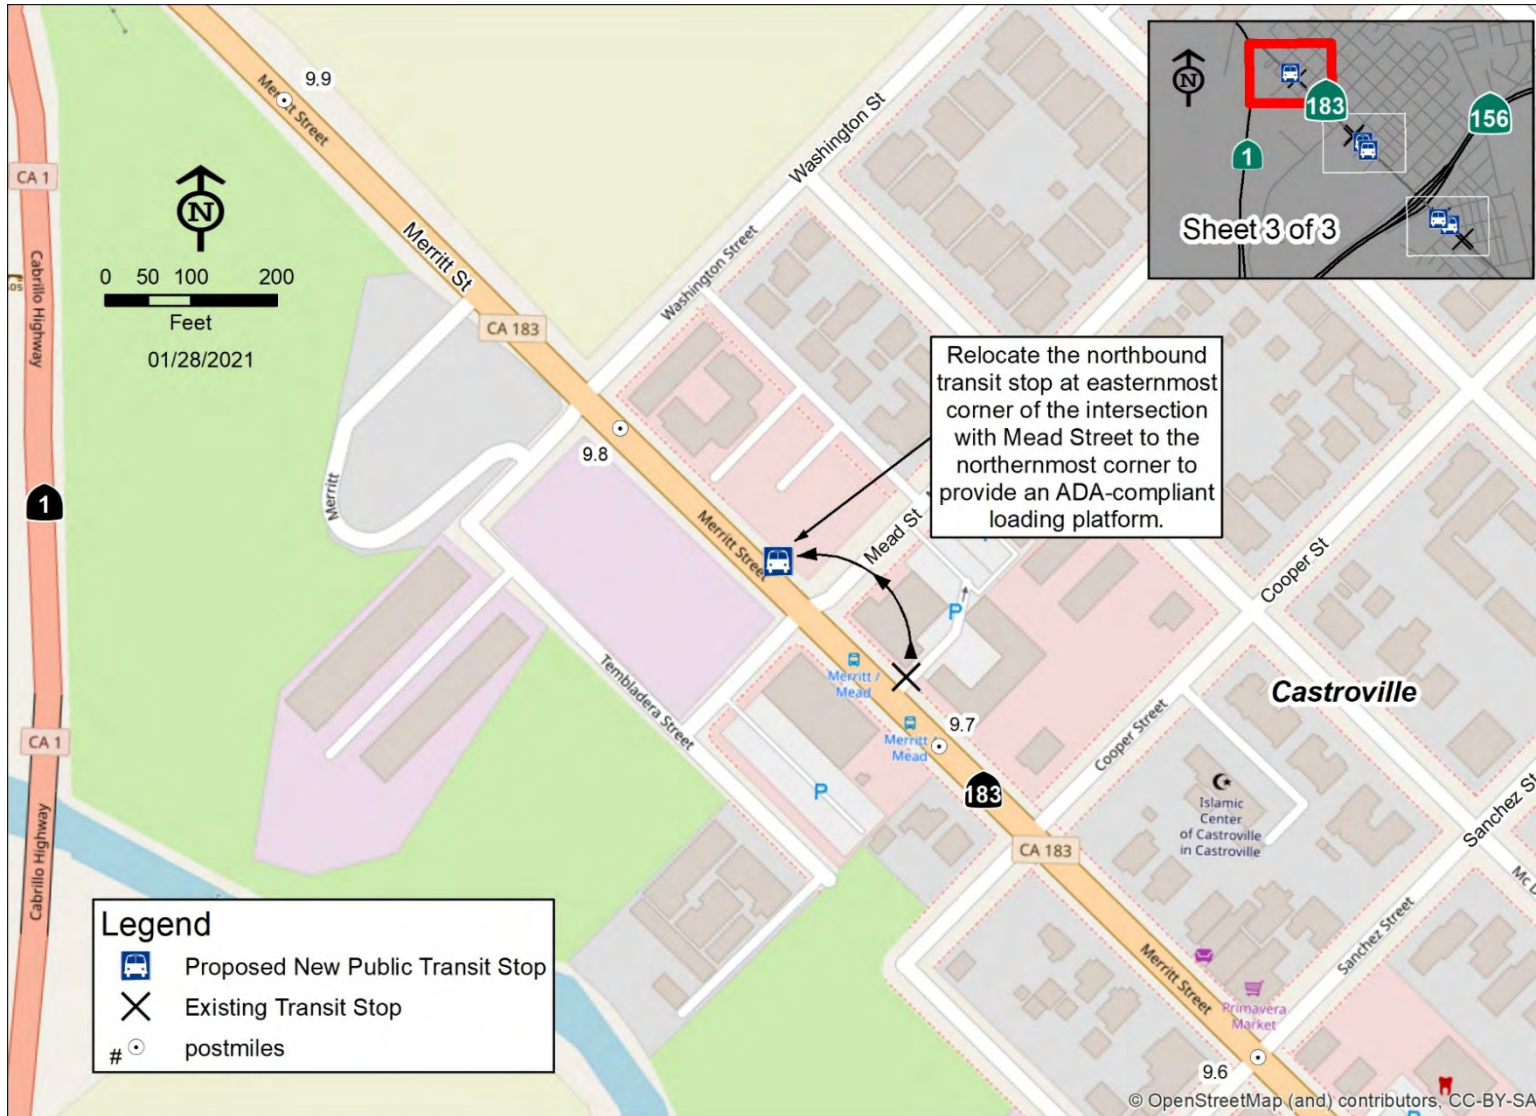 9.9
Merritt Street
Washington St
N
183
156
1
Sheet 3 of 3
CA 1
N
Merritt St
Washington Street
0 50 100 200
Feet
01/28/2021
Cabrillo Highway
CA 183
Relocate the northbound
transit stop at easternmost
corner of the intersection
with Mead Street to the
northernmost corner to
provide an ADA-compliant
loading platform.
9.8
Merritt
1
Merritt Street
Mead St
Cooper St
P
Merritt /
Mead
Castroville
Tembladera Street
Merritt
Mead
9.7
Cooper Street
CA 1
P
183
Islamic
Center
of Castroville
in Castroville
Sanchez St
CA 183
Cabrillo Highway
Mc D
Sanchez Street
Merritt Street
Primavera
Market
9.6
Legend
Proposed New Public Transit Stop
Existing Transit Stop
# postmiles
© OpenStreetMap (and) contributors, CC-BY-SA